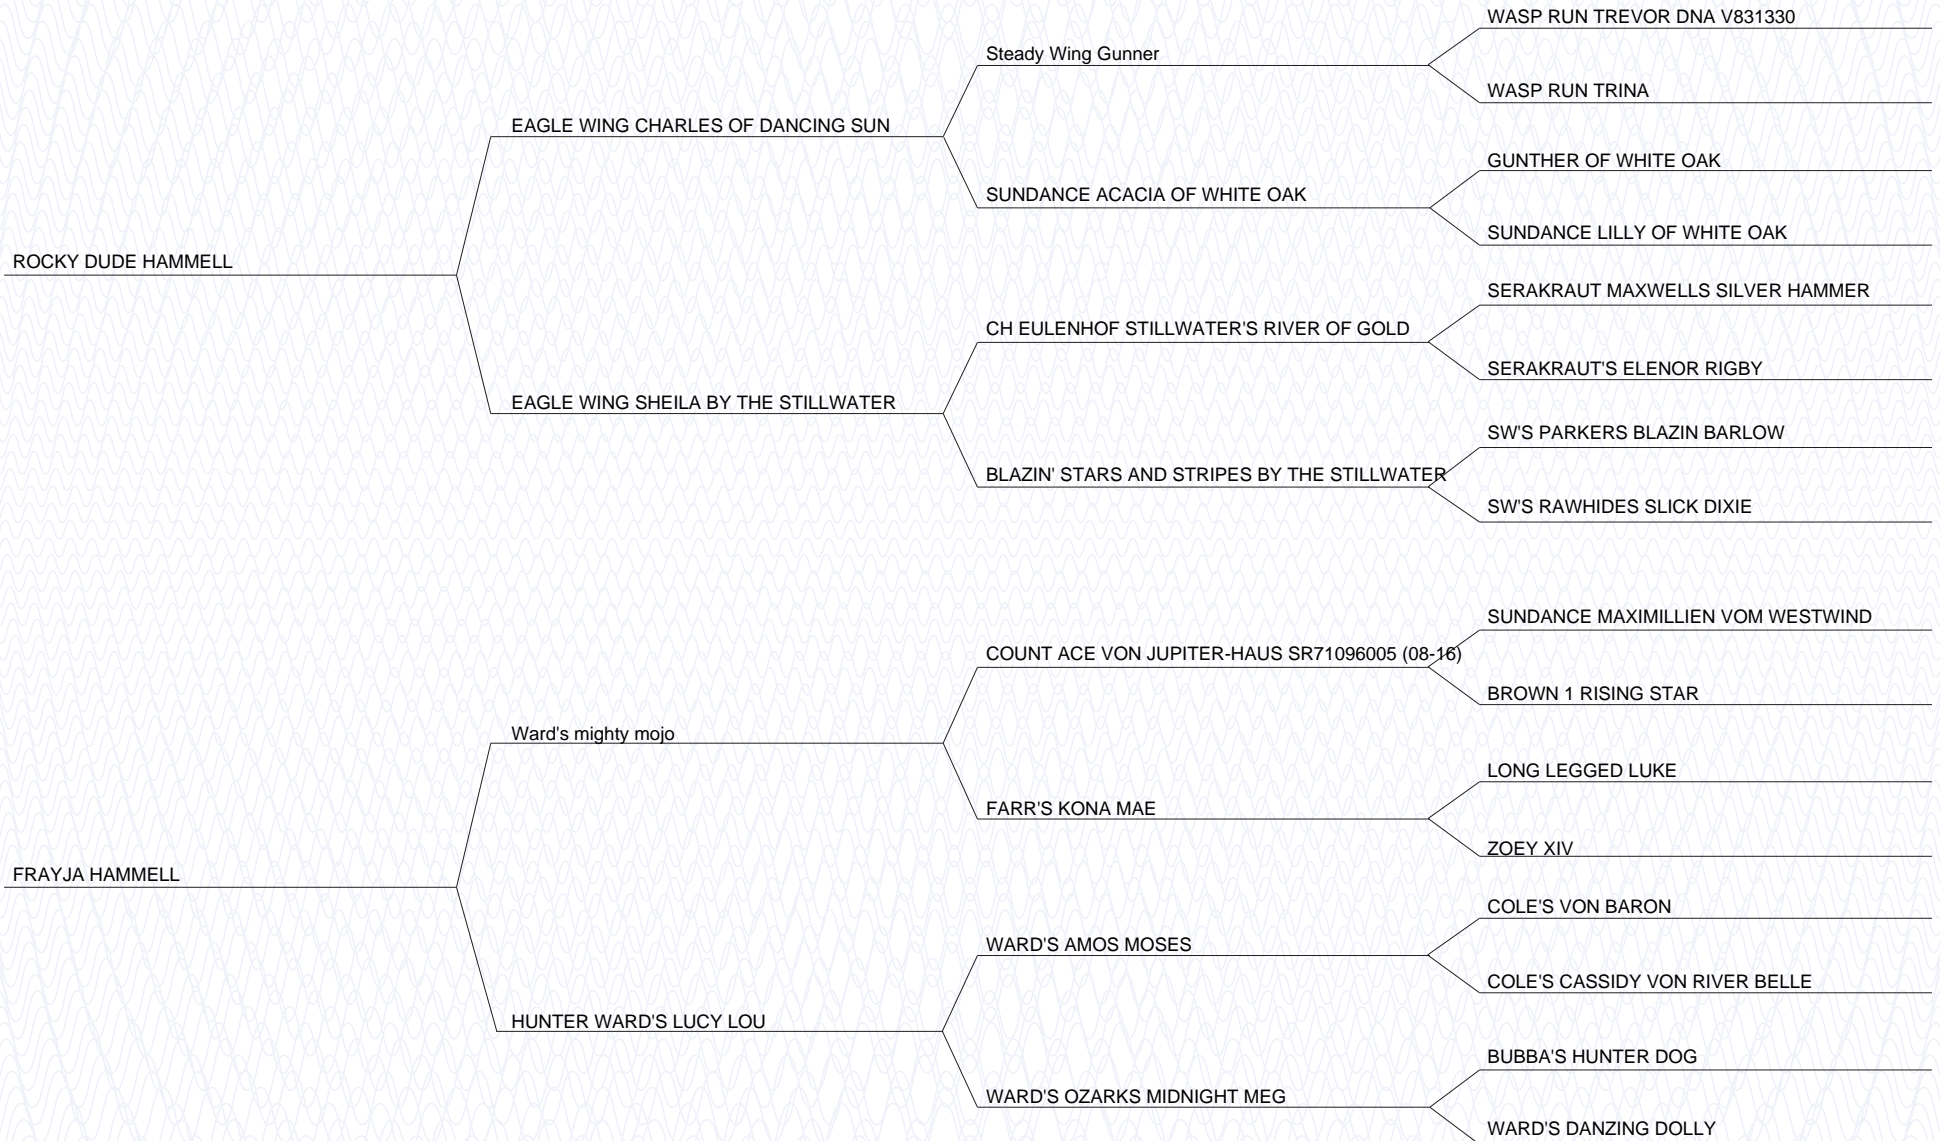 WASP RUN TREVOR DNA V831330
Steady Wing Gunner
WASP RUN TRINA
EAGLE WING CHARLES OF DANCING SUN
GUNTHER OF WHITE OAK
SUNDANCE ACACIA OF WHITE OAK
SUNDANCE LILLY OF WHITE OAK
ROCKY DUDE HAMMELL
SERAKRAUT MAXWELLS SILVER HAMMER
CH EULENHOF STILLWATER'S RIVER OF GOLD
SERAKRAUT'S ELENOR RIGBY
EAGLE WING SHEILA BY THE STILLWATER
SW'S PARKERS BLAZIN BARLOW
BLAZIN' STARS AND STRIPES BY THE STILLWATER
SW'S RAWHIDES SLICK DIXIE
SUNDANCE MAXIMILLIEN VOM WESTWIND
COUNT ACE VON JUPITER-HAUS SR71096005 (08-16)
BROWN 1 RISING STAR
Ward's mighty mojo
LONG LEGGED LUKE
FARR'S KONA MAE
ZOEY XIV
FRAYJA HAMMELL
COLE'S VON BARON
WARD'S AMOS MOSES
COLE'S CASSIDY VON RIVER BELLE
HUNTER WARD'S LUCY LOU
BUBBA'S HUNTER DOG
WARD'S OZARKS MIDNIGHT MEG
WARD'S DANZING DOLLY